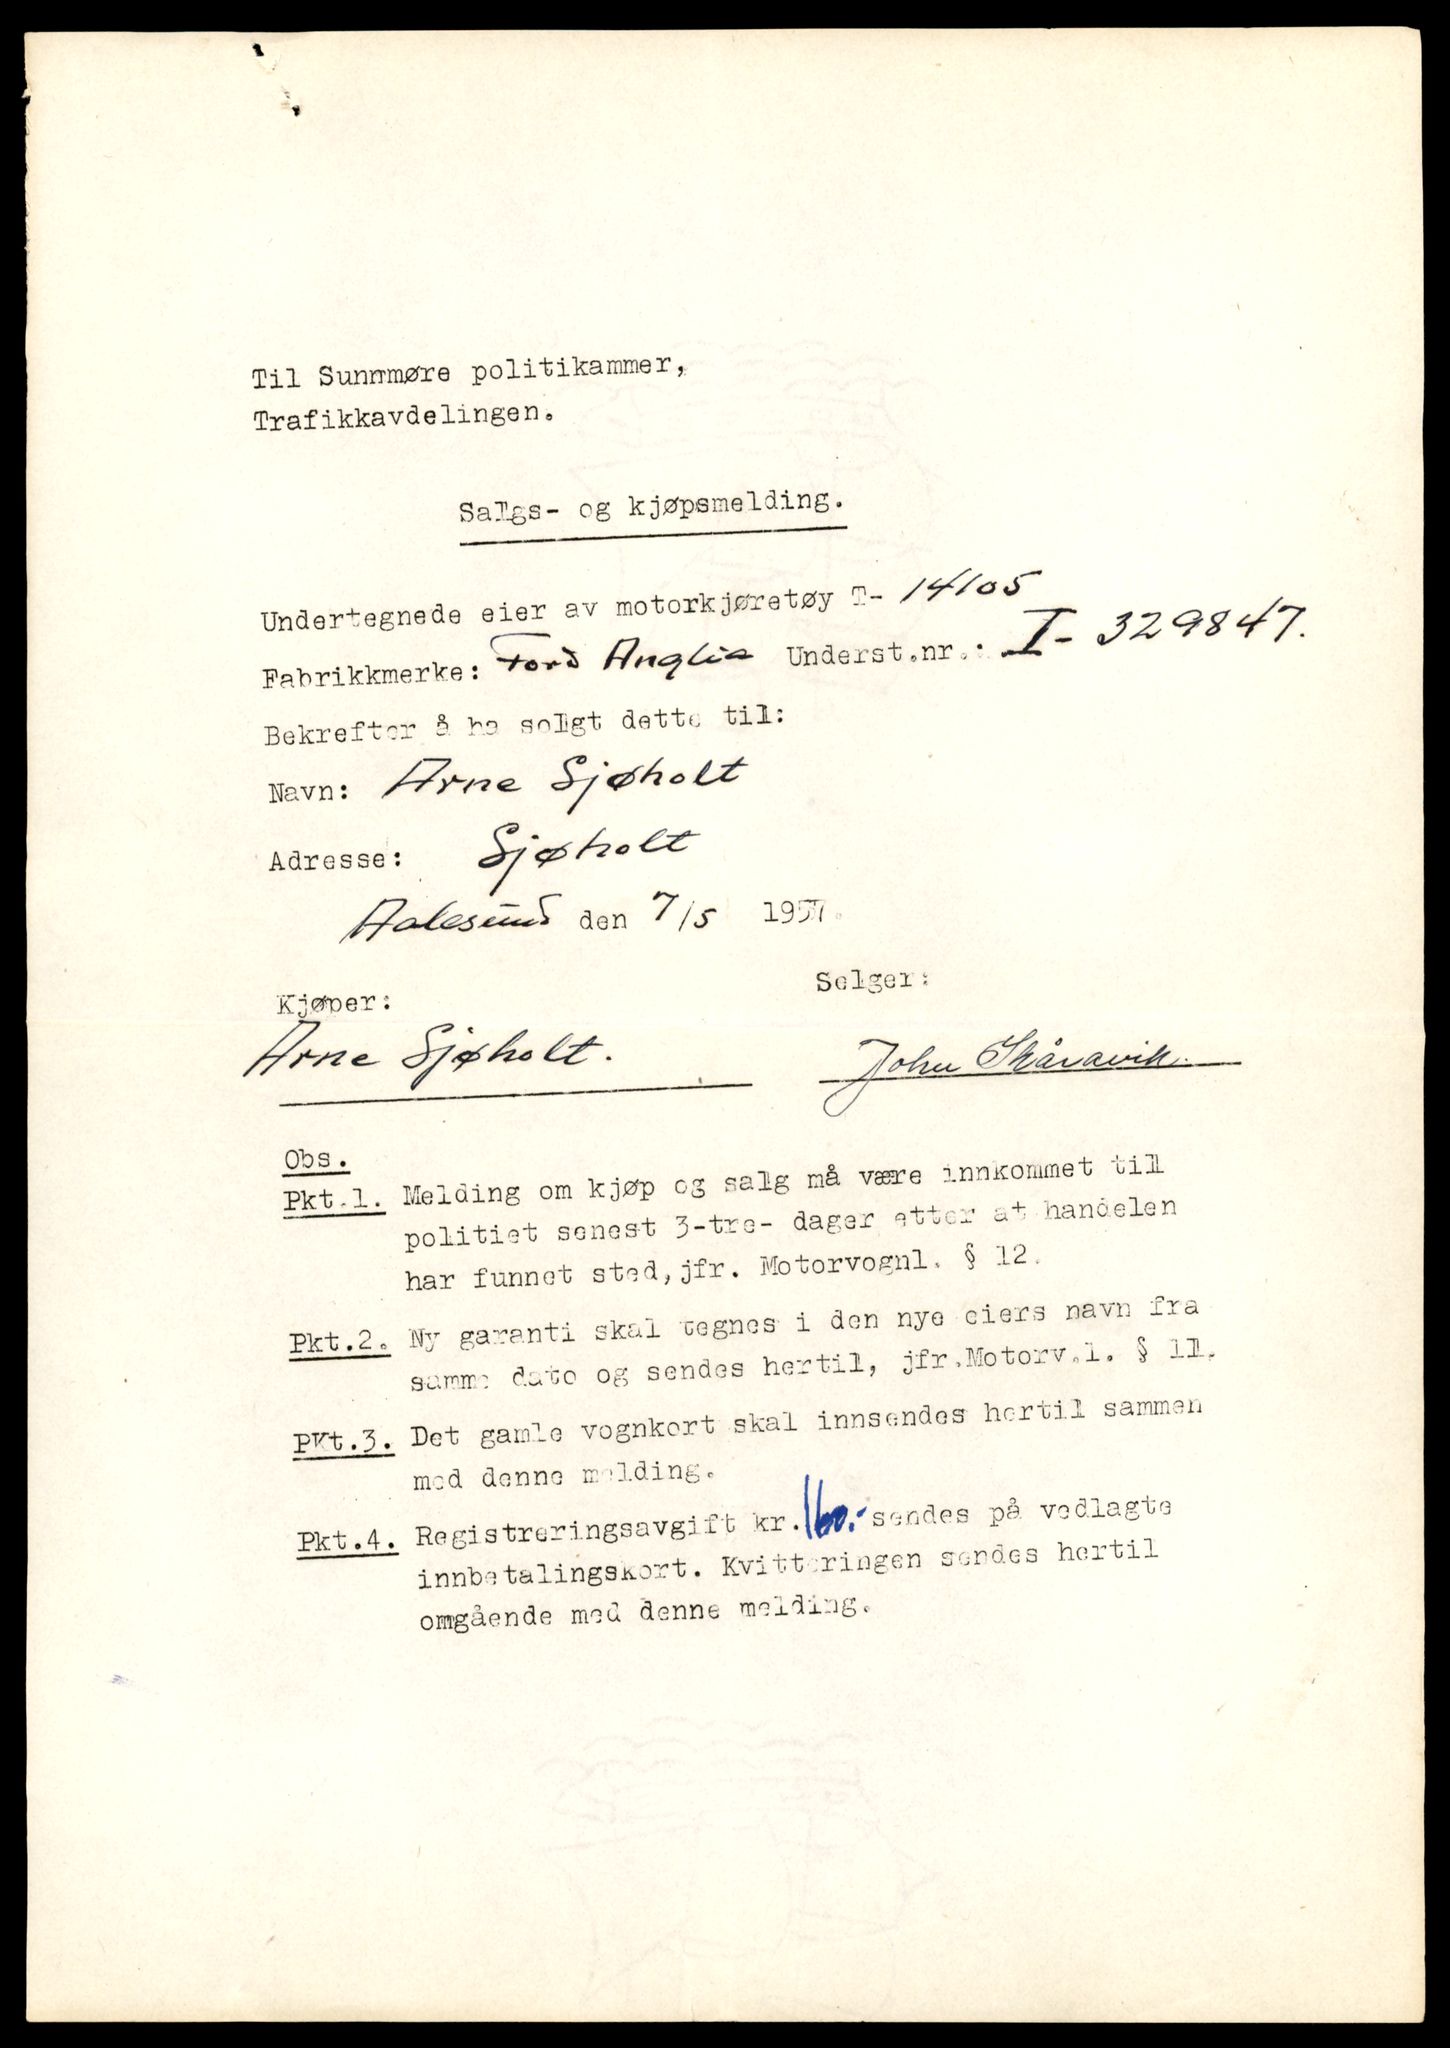 Til Sunnmøre politikammer,
Trafikkavdelingen.
Salgs- og kjøpsmelding.
Undertegnede eier av motorkjøretøy T- 14105
Fabrikkmerke: Ford Anglia Underst.nr.: I- 329847.
Bekrefter å ha solgt dette til:
Navn: Arne Sjøholt
Adresse: Sjøholt
Aalesund den 7/5 1957.
Kjøper: Selger:
Arne Sjøholt. John Skåravik.
Obs.
Pkt.1. Melding om kjøp og salg må være innkommet till
politiet senest 3-tre- dager etter at handelen
har funnet sted, jfr. Motorvognl. § 12.
Pkt.2. Ny garanti skal tegnes i den nye eiers navn fra
samme dato og sendes hertil, jfr.Motorv.l. § 11.
PKt.3. Det gamle vognkort skal innsendes hertil sammen
med denne melding.
Pkt.4. Registreringsavgift kr. 160.- sendes på vedlagte
innbetalingskort. Kvitteringen sendes hertil
omgående med denne melding.